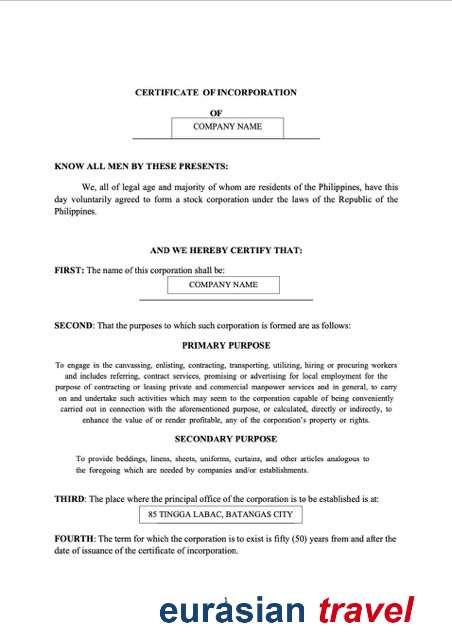 CERTIFICATE OF INCORPORATION
OF
COMPANY NAME
KNOW ALL MEN BY THESE PRESENTS:
We, all of legal age and majority of whom are residents of the Philippines, have this
day voluntarily agreed to form a stock corporation under the laws of the Republic of the
Philippines.
AND WE HEREBY CERTIFY THAT:
FIRST: The name of this corporation shall be:
COMPANY NAME
SECOND: That the purposes to which such corporation is formed are as follows:
PRIMARY PURPOSE
To engage in the canvassing, enlisting, contracting, transporting, utilizing, hiring or procuring workers
and includes referring, contract services, promising or advertising for local employment for the
purpose of contracting or leasing private and commercial manpower services and in general, to carry
on and undertake such activities which may seem to the corporation capable of being conveniently
carried out in connection with the aforementioned purpose, or calculated, directly or indirectly, to
enhance the value of or render profitable, any of the corporation's property or rights.
SECONDARY PURPOSE
To provide beddings, linens, sheets, uniforms, curtains, and other articles analogous to
the foregoing which are needed by companies and/or establishments.
THIRD: The place where the principal office of the corporation is to be established is at:
85 TINGGA LABAC, BATANGAS CITY
FOURTH: The term for which the corporation is to exist is fifty (50) years from and after the
date of issuance of the certificate of incorporation.
1
eurasian travel